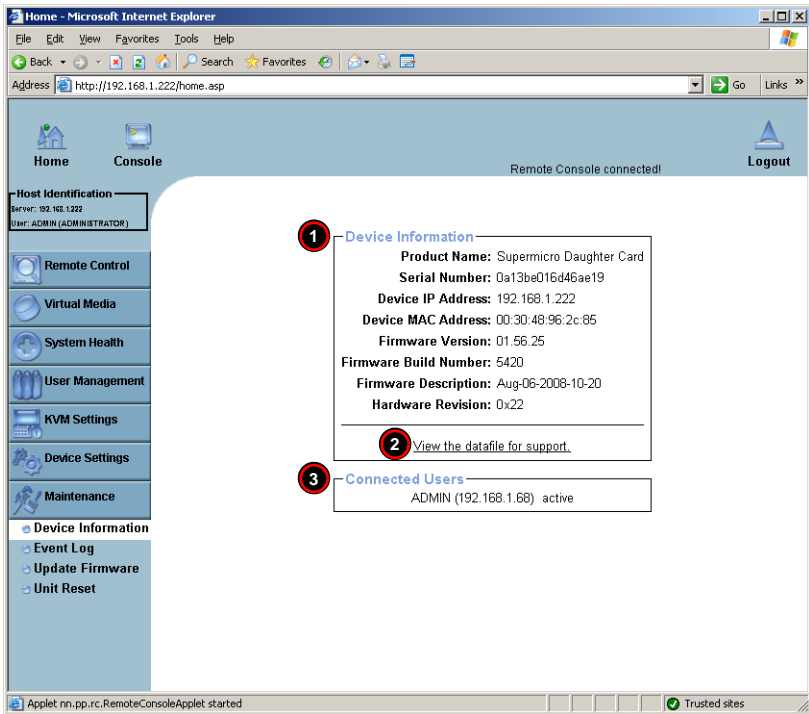 Home - Microsoft Internet Explorer
File Edit View Favorites Tools Help
Back Search Favorites
Address http://192.168.1.222/home.asp Go Links »
Home Console Logout
Remote Console connected!
Host Identification
Server: 192.168.1.222
User: ADMIN (ADMINISTRATOR)
Remote Control
Virtual Media
System Health
User Management
KVM Settings
Device Settings
Maintenance
Device Information
Event Log
Update Firmware
Unit Reset
1 Device Information
Product Name: Supermicro Daughter Card
Serial Number: 0a13be016d46ae19
Device IP Address: 192.168.1.222
Device MAC Address: 00:30:48:96:2c:85
Firmware Version: 01.56.25
Firmware Build Number: 5420
Firmware Description: Aug-06-2008-10-20
Hardware Revision: 0x22
2 View the datafile for support.
3 Connected Users
ADMIN (192.168.1.68) active
Applet nn.pp.rc.RemoteConsoleApplet started Trusted sites